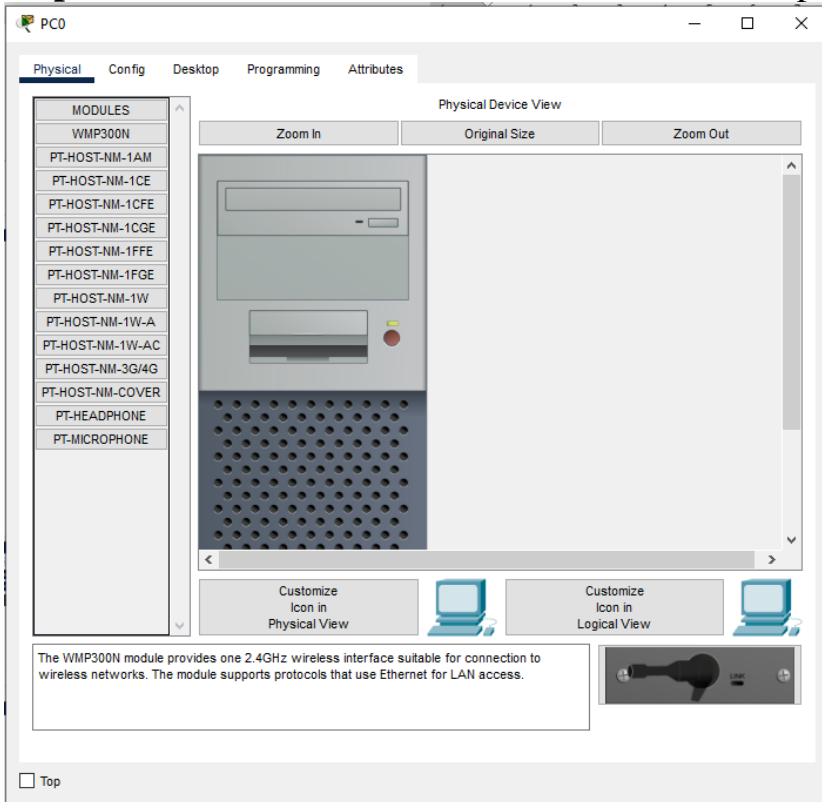 PC0
Physical Config Desktop Programming Attributes
MODULES
WMP300N
PT-HOST-NM-1AM
PT-HOST-NM-1CE
PT-HOST-NM-1CFE
PT-HOST-NM-1CGE
PT-HOST-NM-1FFE
PT-HOST-NM-1FGE
PT-HOST-NM-1W
PT-HOST-NM-1W-A
PT-HOST-NM-1W-AC
PT-HOST-NM-3G/4G
PT-HOST-NM-COVER
PT-HEADPHONE
PT-MICROPHONE
Physical Device View
Zoom In Original Size Zoom Out
Customize
Icon in
Physical View
Customize
Icon in
Logical View
The WMP300N module provides one 2.4GHz wireless interface suitable for connection to
wireless networks. The module supports protocols that use Ethernet for LAN access.
LINK
Top